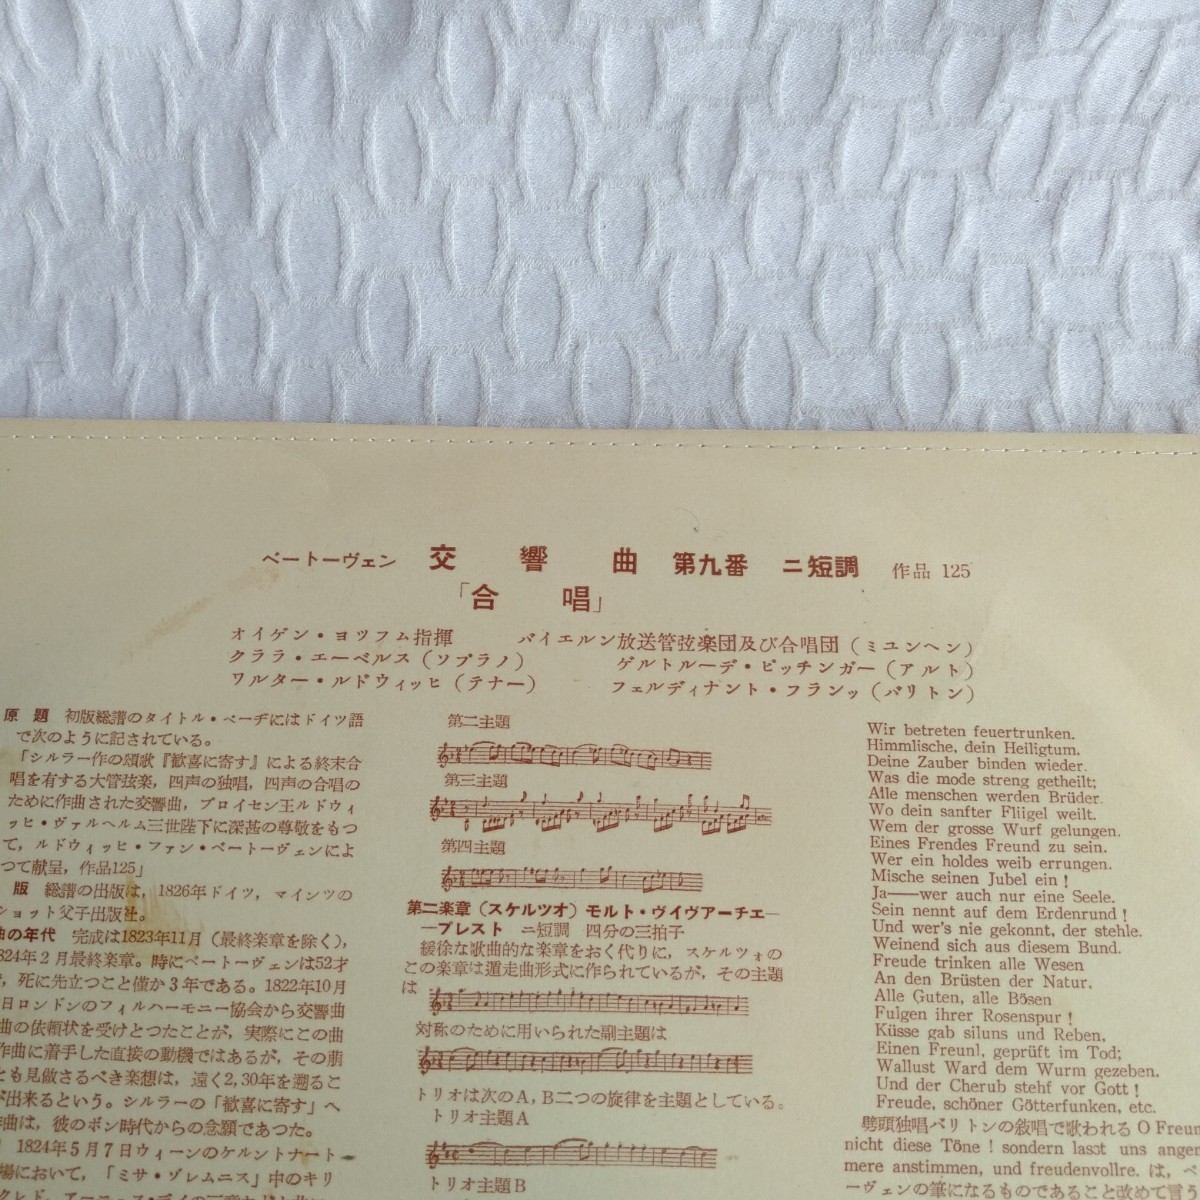 ベートーヴェン 交響曲 第九番 ニ短調 作品 125
「合唱」
オイゲン・ヨッフム指揮 バイエルン放送管弦楽団及び合唱団（ミユンヘン）
クララ・エーベルス（ソプラノ） ゲルトルーデ・ピッチンガー（アルト）
ワルター・ルドウィッヒ（テナー） フェルディナント・フランッ（バリトン）
原題 初版総譜のタイトル・ページにはドイツ語
で次のように記されている。
「シルラー作の頌歌『歓喜に寄す』による終末合
唱を有する大管弦楽，四声の独唱，四声の合唱の
ために作曲された交響曲，プロイセン王ルドウィ
ッヒ・ヴァルヘルム三世陛下に深甚の尊敬をもつ
て，ルドウィッヒ・ファン・ベートーヴェンによ
つて献呈，作品125」
版 総譜の出版は，1826年ドイツ，マインツの
ショット父子出版社。
曲の年代 完成は1823年11月（最終楽章を除く），
824年2月最終楽章。時にベートーヴェンは52才
，死に先立つこと僅か3年である。1822年10月
日ロンドンのフィルハーモニー協会から交響曲
曲の依頼状を受けとつたことが，実際にこの曲
作曲に着手した直接の動機ではあるが，その萠
とも見做さるべき楽想は，遠く2,30年を遡るこ
が出来るという。シルラーの「歓喜に寄す」へ
作曲は，彼のボン時代からの念願であつた。
1824年5月7日ウィーンのケルントナート
場において，「ミサ・ゾレムニス」中のキリ
第二主題
第三主題
第四主題
第二楽章（スケルツオ）モルト・ヴイヴアーチエ—
—プレスト ニ短調 四分の三拍子
緩徐な歌曲的な楽章をおく代りに，スケルツォの
この楽章は遁走曲形式に作られているが，その主題
は
対称のために用いられた副主題は
トリオは次のA，B二つの旋律を主題としている。
トリオ主題A
トリオ主題B
Wir betreten feuertrunken.
Himmlische, dein Heiligtum.
Deine Zauber binden wieder.
Was die mode streng getheilt;
Alle menschen werden Brüder.
Wo dein sanfter Fliigel weilt.
Wem der grosse Wurf gelungen.
Eines Frendes Freund zu sein.
Wer ein holdes weib errungen.
Mische seinen Jubel ein !
Ja——wer auch nur eine Seele.
Sein nennt auf dem Erdenrund !
Und wer's nie gekonnt, der stehle.
Weinend sich aus diesem Bund.
Freude trinken alle Wesen
An den Brüsten der Natur.
Alle Guten, alle Bösen
Fulgen ihrer Rosenspur !
Küsse gab siluns und Reben,
Einen Freunl, geprüft im Tod;
Wallust Ward dem Wurm gezeben.
Und der Cherub stehf vor Gott !
Freude, schöner Götterfunken, etc.
劈頭独唱バリトンの敘唱で歌われる O Freun
nicht diese Töne ! sondern lasst uns anger
mere anstimmen, und freudenvollre. は，ベ
ーヴェンの筆になるものであること改めて言う